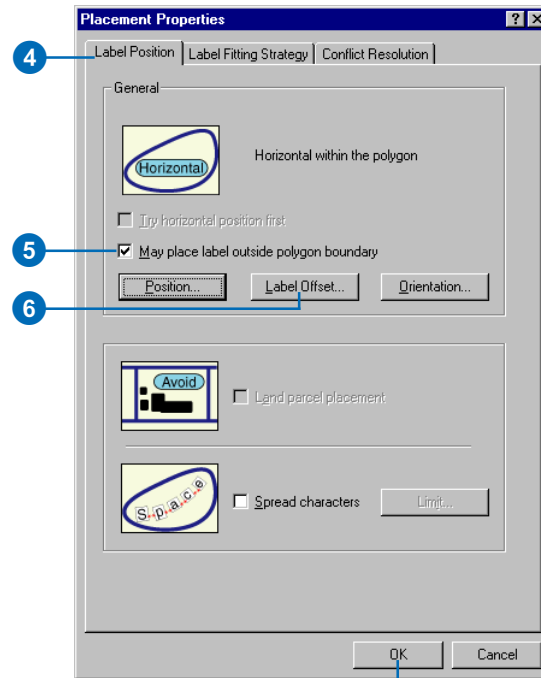 Placement Properties
? ×
4
Label Position Label Fitting Strategy Conflict Resolution
General
Horizontal
Horizontal within the polygon
Try horizontal position first
5
May place label outside polygon boundary
Position... Label Offset... Orientation...
6
Avoid
Land parcel placement
Space
Spread characters Limit...
OK Cancel